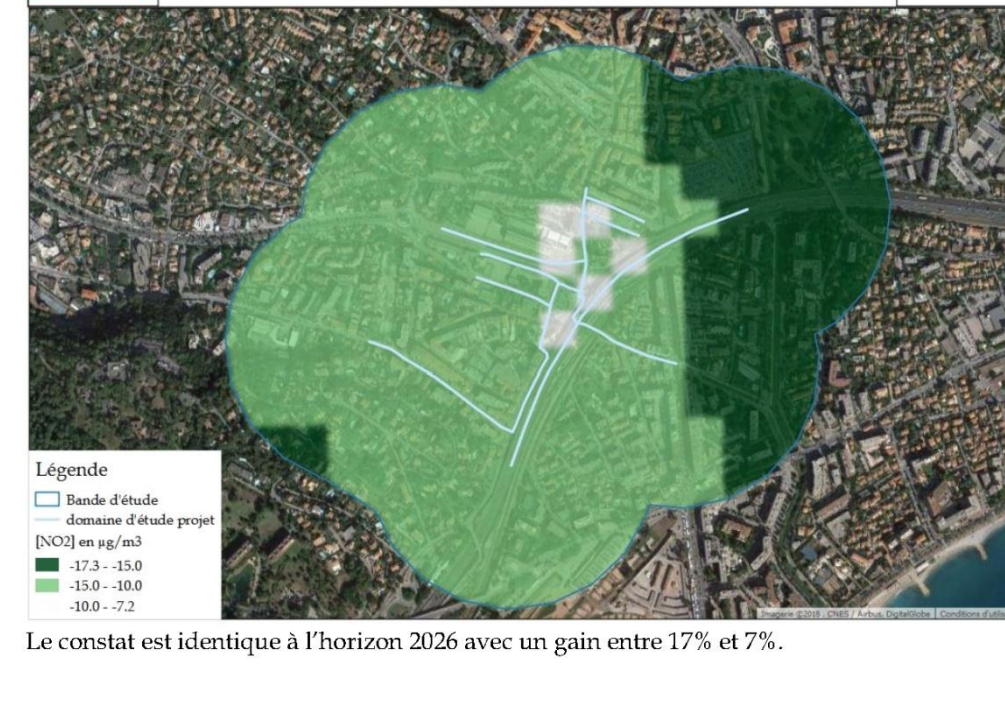 Imagerie ©2018 , CNES / Airbus, DigitalGlobe | Conditions d'utilis
Légende
Bande d'étude
domaine d'étude projet
[NO2] en µg/m3
-17.3 - -15.0
-15.0 - -10.0
-10.0 - -7.2
Le constat est identique à l'horizon 2026 avec un gain entre 17% et 7%.